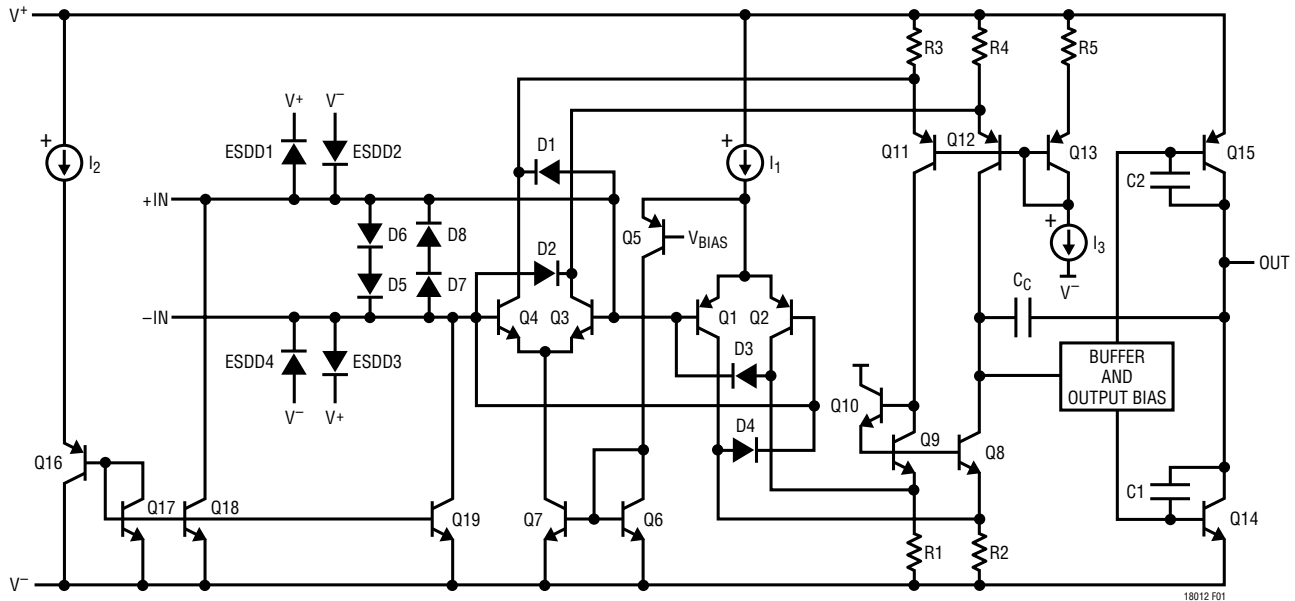 V+
R3
R4
R5
V+
V−
ESDD1
ESDD2
D1
+
I2
+
I1
Q11
Q12
Q13
Q15
C2
+IN
D6
D8
Q5
VBIAS
+
I3
V−
D2
D5
D7
OUT
CC
−IN
Q4
Q3
Q1
Q2
ESDD4
ESDD3
D3
BUFFER
AND
OUTPUT BIAS
V−
V+
Q10
D4
Q9
Q8
Q16
Q17
Q18
Q19
Q7
Q6
C1
Q14
R1
R2
V−
18012 F01